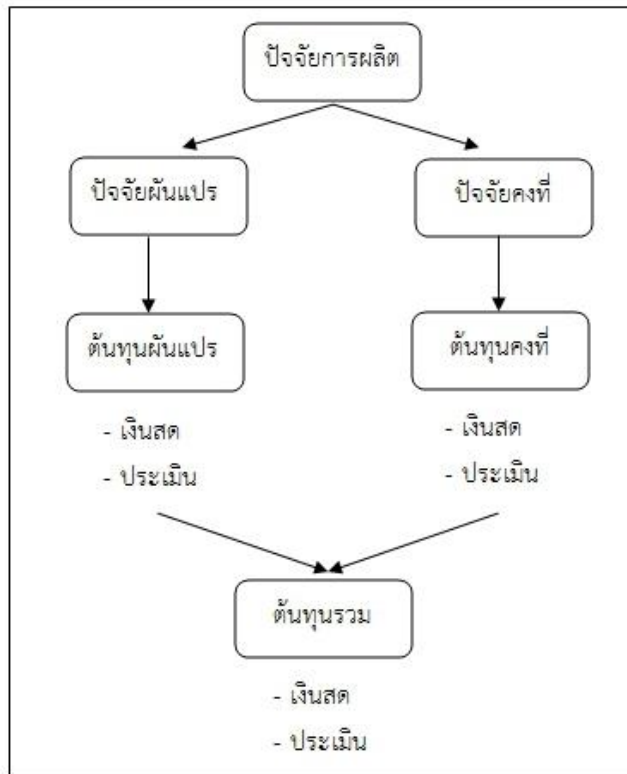 ปัจจัยการผลิต
ปัจจัยผันแปร
ปัจจัยคงที่
ต้นทุนผันแปร
ต้นทุนคงที่
- เงินสด
- ประเมิน
- เงินสด
- ประเมิน
ต้นทุนรวม
- เงินสด
- ประเมิน